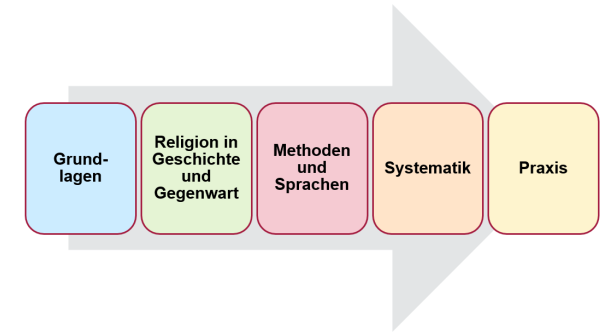 Grund-
lagen
Religion in
Geschichte
und
Gegenwart
Methoden
und
Sprachen
Systematik
Praxis